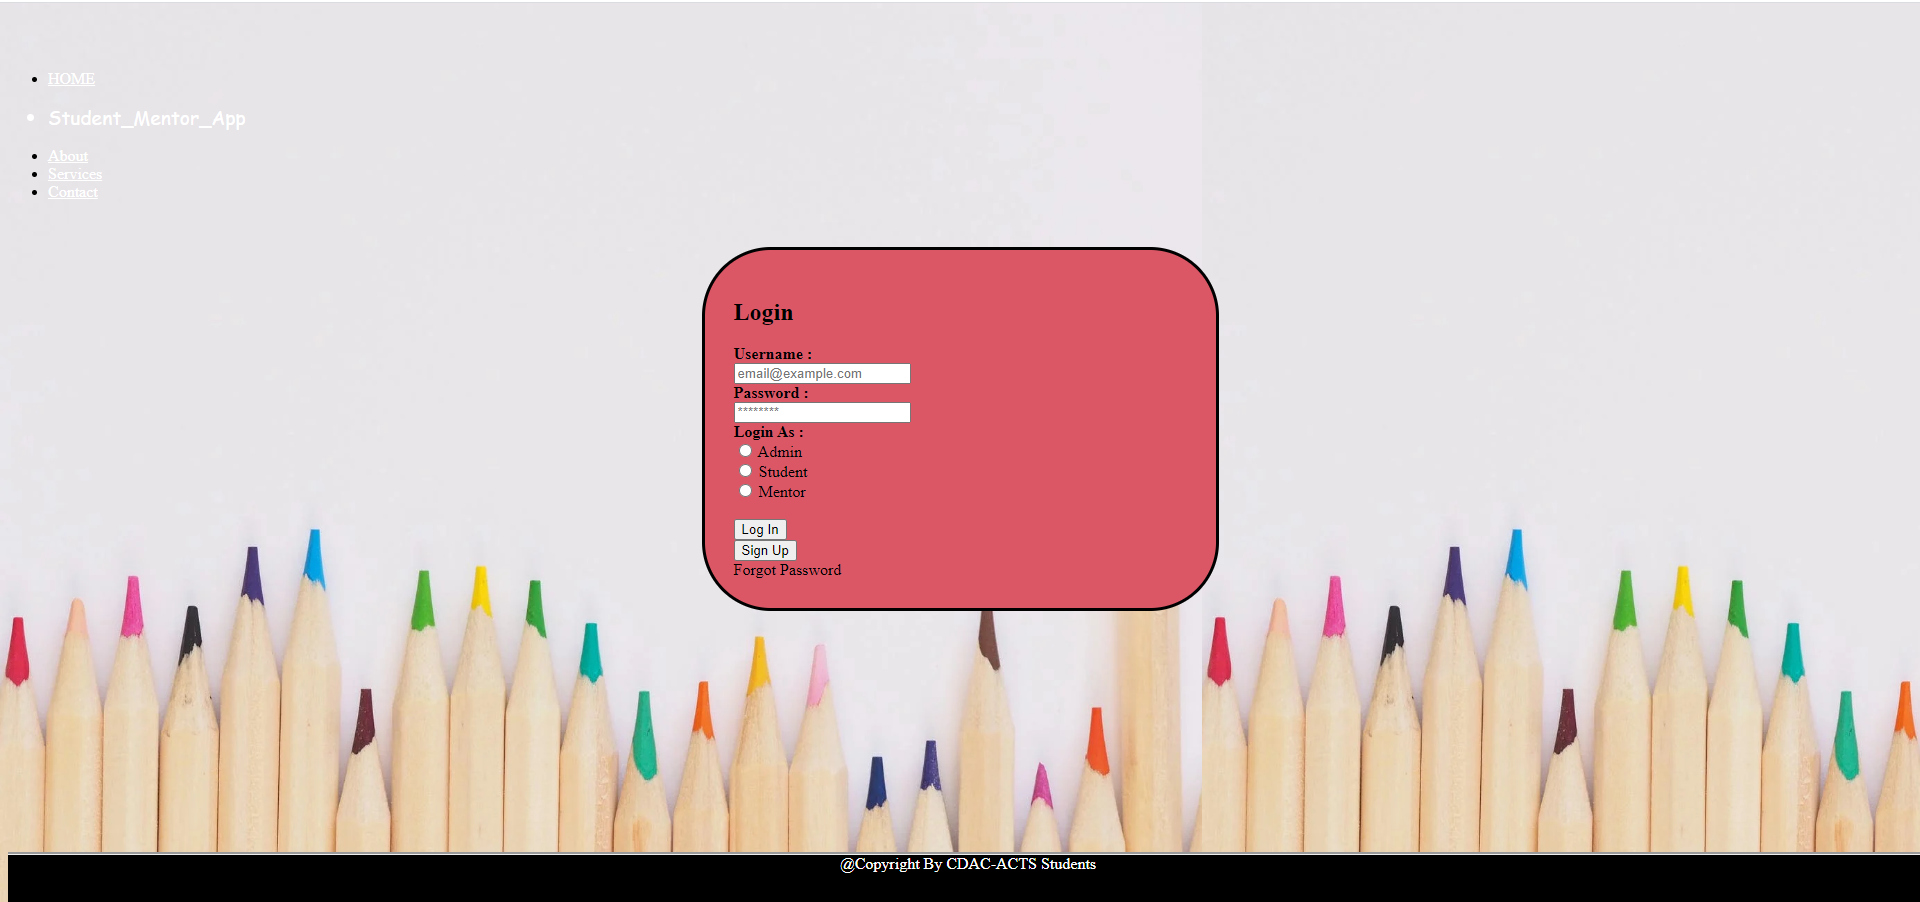 HOME
Student_Mentor_App
About
Services
Contact
Login
Username :
email@example.com
Password :
********
Login As :
Admin
Student
Mentor
Log In
Sign Up
Forgot Password
@Copyright By CDAC-ACTS Students